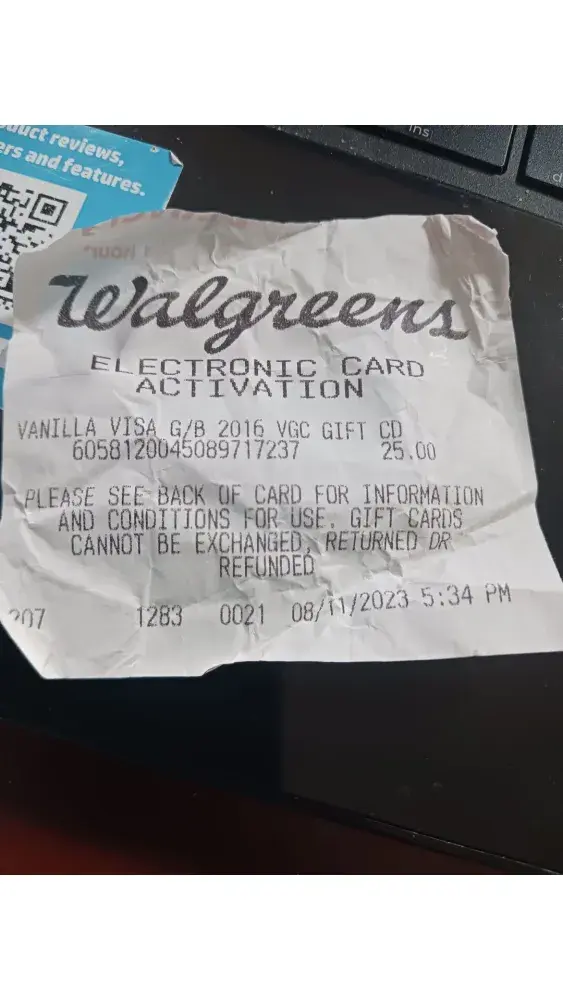 uct reviews,
ers and features.
ins
d
Walgreens
ELECTRONIC CARD
ACTIVATION
VANILLA VISA G/B 2016 VGC GIFT CD
6058120045089717237 25.00
PLEASE SEE BACK OF CARD FOR INFORMATION
AND CONDITIONS FOR USE. GIFT CARDS
CANNOT BE EXCHANGED, RETURNED OR
REFUNDED
207 1283 0021 08/11/2023 5:34 PM